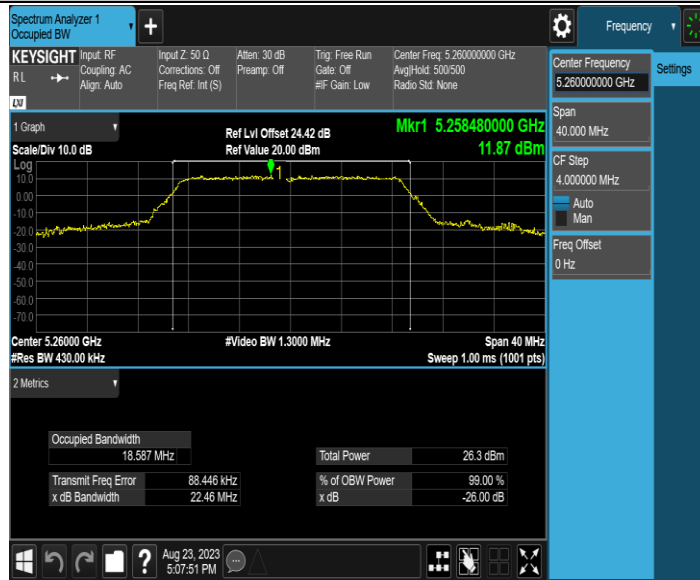 Spectrum Analyzer 1
Occupied BW
+
Frequency
KEYSIGHT
RL
LXI
Input: RF
Coupling: AC
Align: Auto
Input Z: 50 Ω
Corrections: Off
Freq Ref: Int (S)
Atten: 30 dB
Preamp: Off
Trig: Free Run
Gate: Off
#IF Gain: Low
Center Freq: 5.260000000 GHz
Avg|Hold: 500/500
Radio Std: None
Center Frequency
5.260000000 GHz
Settings
Span
40.000 MHz
CF Step
4.000000 MHz
Auto
Man
Freq Offset
0 Hz
1 Graph
Scale/Div 10.0 dB
Ref Lvl Offset 24.42 dB
Ref Value 20.00 dBm
Mkr1 5.258480000 GHz
11.87 dBm
Log
1
10.0
0.00
-10.0
-20.0
-30.0
-40.0
-50.0
-60.0
-70.0
Center 5.26000 GHz
#Res BW 430.00 kHz
#Video BW 1.3000 MHz
Span 40 MHz
Sweep 1.00 ms (1001 pts)
2 Metrics
Occupied Bandwidth
18.587 MHz
Total Power 26.3 dBm
Transmit Freq Error 88.446 kHz
% of OBW Power 99.00 %
x dB Bandwidth 22.46 MHz
x dB -26.00 dB
?
Aug 23, 2023
5:07:51 PM